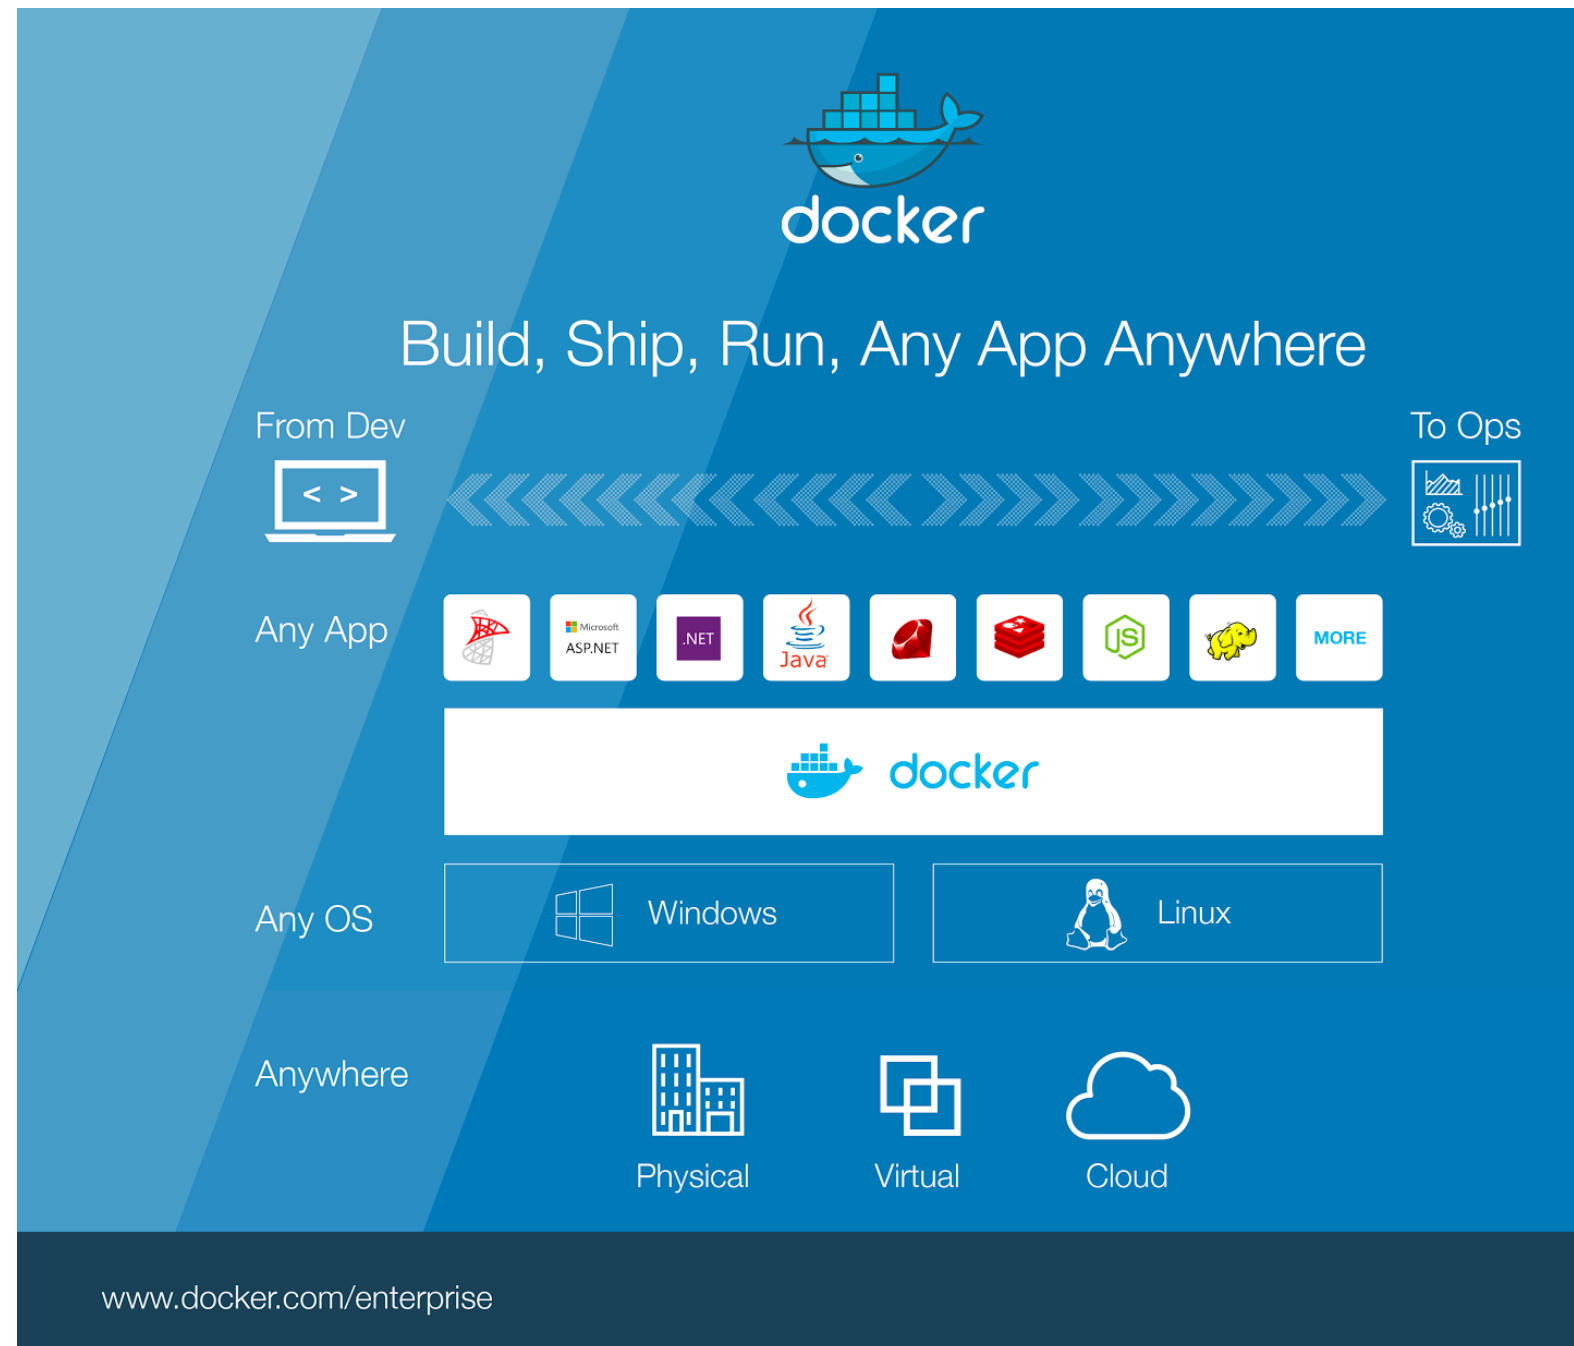 docker
Build, Ship, Run, Any App Anywhere
From Dev
To Ops
< >
Any App
Microsoft
ASP.NET
.NET
Java
JS
MORE
docker
Any OS
Windows
Linux
Anywhere
Physical
Virtual
Cloud
www.docker.com/enterprise